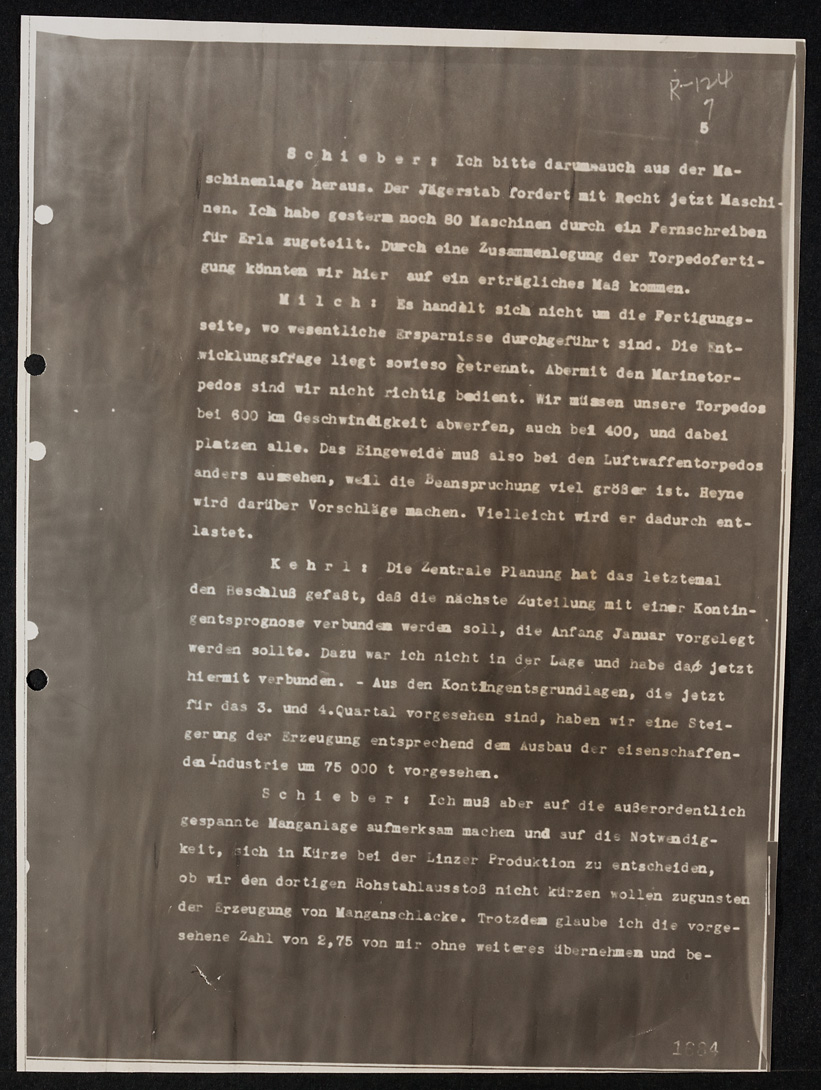 R-124
7
5
S c h i e b e r : Ich bitte darum auch aus der Ma-
schinenlage heraus. Der Jägerstab fordert mit Recht jetzt Maschi-
nen. Ich habe gestern noch 80 Maschinen durch ein Fernschreiben
für Erla zugeteilt. Durch eine Zusammenlegung der Torpedoferti-
gung könnten wir hier auf ein erträgliches Maß kommen.
M i l c h : Es handelt sich nicht um die Fertigungs-
seite, wo wesentliche Ersparnisse durchgeführt sind. Die Ent-
wicklungsfrage liegt sowieso getrennt. Abermit den Marinetor-
pedos sind wir nicht richtig bedient. Wir müssen unsere Torpedos
bei 600 km Geschwindigkeit abwerfen, auch bei 400, und dabei
platzen alle. Das Eingeweide muß also bei den Luftwaffentorpedos
anders aussehen, weil die Beanspruchung viel größer ist. Heyne
wird darüber Vorschläge machen. Vielleicht wird er dadurch ent-
lastet.
K e h r l : Die Zentrale Planung hat das letztemal
den Beschluß gefaßt, daß die nächste Zuteilung mit einer Kontin-
gentsprognose verbunden werden soll, die Anfang Januar vorgelegt
werden sollte. Dazu war ich nicht in der Lage und habe das jetzt
hiermit verbunden. - Aus den Kontingentsgrundlagen, die jetzt
für das 3. und 4.Quartal vorgesehen sind, haben wir eine Stei-
gerung der Erzeugung entsprechend dem Ausbau der eisenschaffen-
den Industrie um 75 000 t vorgesehen.
S c h i e b e r : Ich muß aber auf die außerordentlich
gespannte Manganlage aufmerksam machen und auf die Notwendig-
keit, sich in Kürze bei der Linzer Produktion zu entscheiden,
ob wir den dortigen Rohstahlausstoß nicht kürzen wollen zugunsten
der Erzeugung von Manganschlacke. Trotzdem glaube ich die vorge-
sehene Zahl von 2,75 von mir ohne weiteres übernehmen und be-
1884